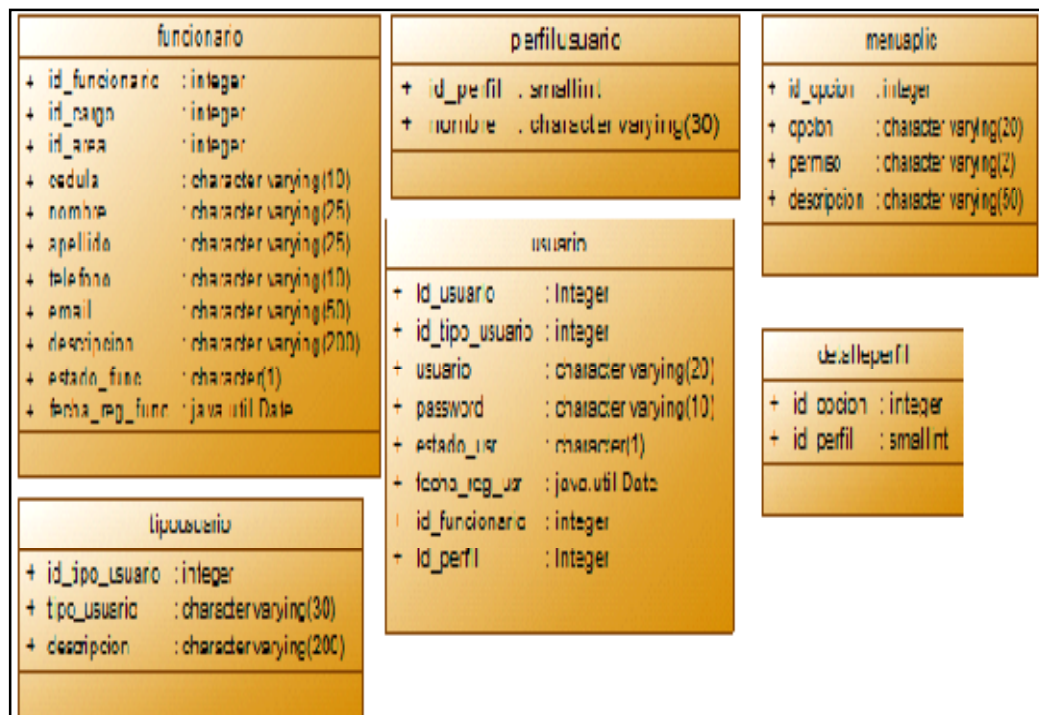 funcionario
+ id_funcionario : integer
+ id_cargo : integer
+ id_area : integer
+ cedula : character varying(10)
+ nombre : character varying(25)
+ apellido : character varying(25)
+ telefono : character varying(10)
+ email : character varying(50)
+ descripcion : character varying(200)
+ estado_func : character(1)
+ fecha_reg_func : java.util.Date
tipousuario
+ id_tipo_usuario : integer
+ tipo_usuario : character varying(30)
+ descripcion : character varying(200)
perfilusuario
+ id_perfil : smallint
+ nombre : character varying(30)
usuario
+ id_usuario : integer
+ id_tipo_usuario : integer
+ usuario : character varying(20)
+ password : character varying(10)
+ estado_usr : character(1)
+ fecha_reg_usr : java.util.Date
+ id_funcionario : integer
+ id_perfil : integer
menuaplic
+ id_opcion : integer
+ opcion : character varying(20)
+ permiso : character varying(2)
+ descripcion : character varying(50)
detalleperfil
+ id_opcion : integer
+ id_perfil : smallint